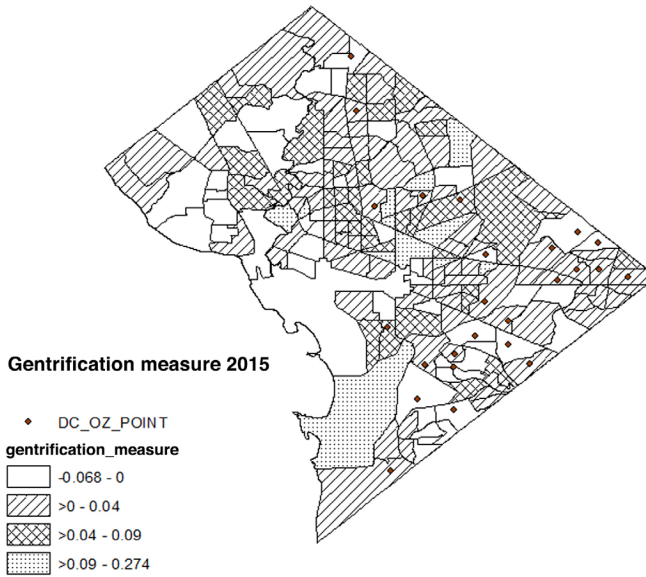 Gentrification measure 2015
DC_OZ_POINT
gentrification_measure
-0.068 - 0
>0 - 0.04
>0.04 - 0.09
>0.09 - 0.274